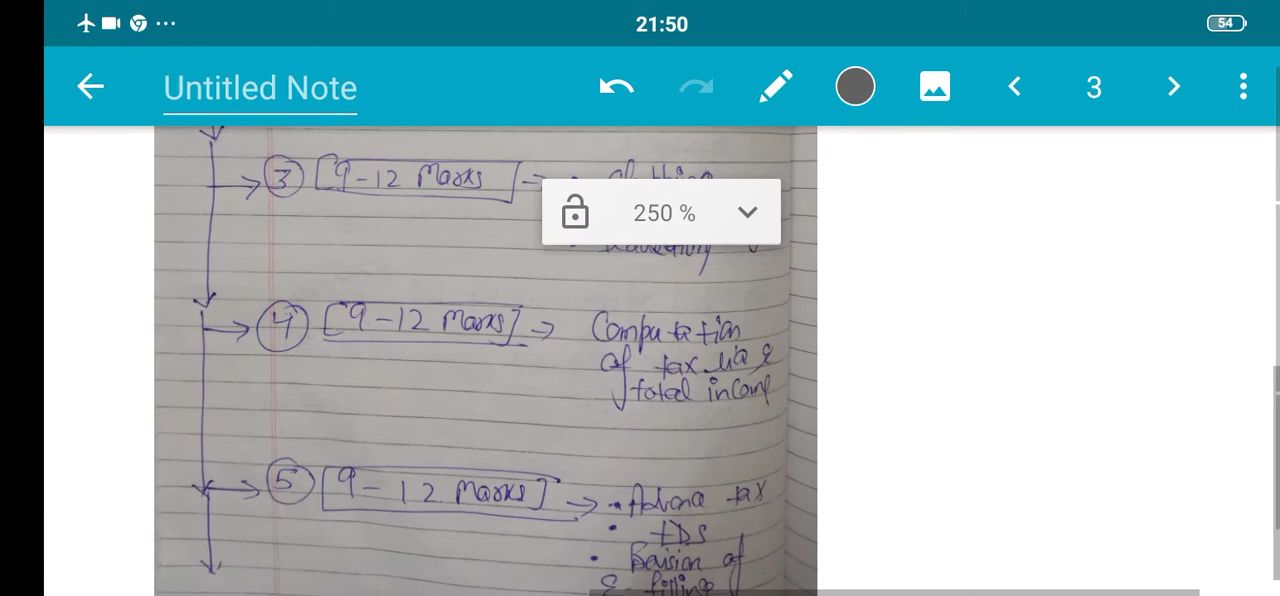 21:50
54
Untitled Note
3
③ [9-12 Marks] →
250 %
④ [9-12 Marks] → Computation
of tax lia &
total income
⑤ [9-12 Marks] → • Advance tax
• TDS
• Revision of
& filling